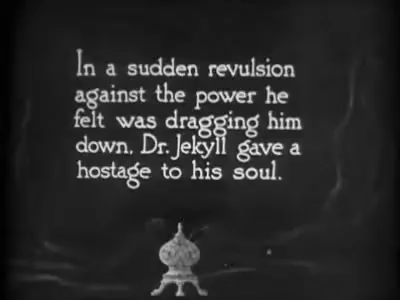 In a sudden revulsion
against the power he
felt was dragging him
down, Dr. Jekyll gave a
hostage to his soul.